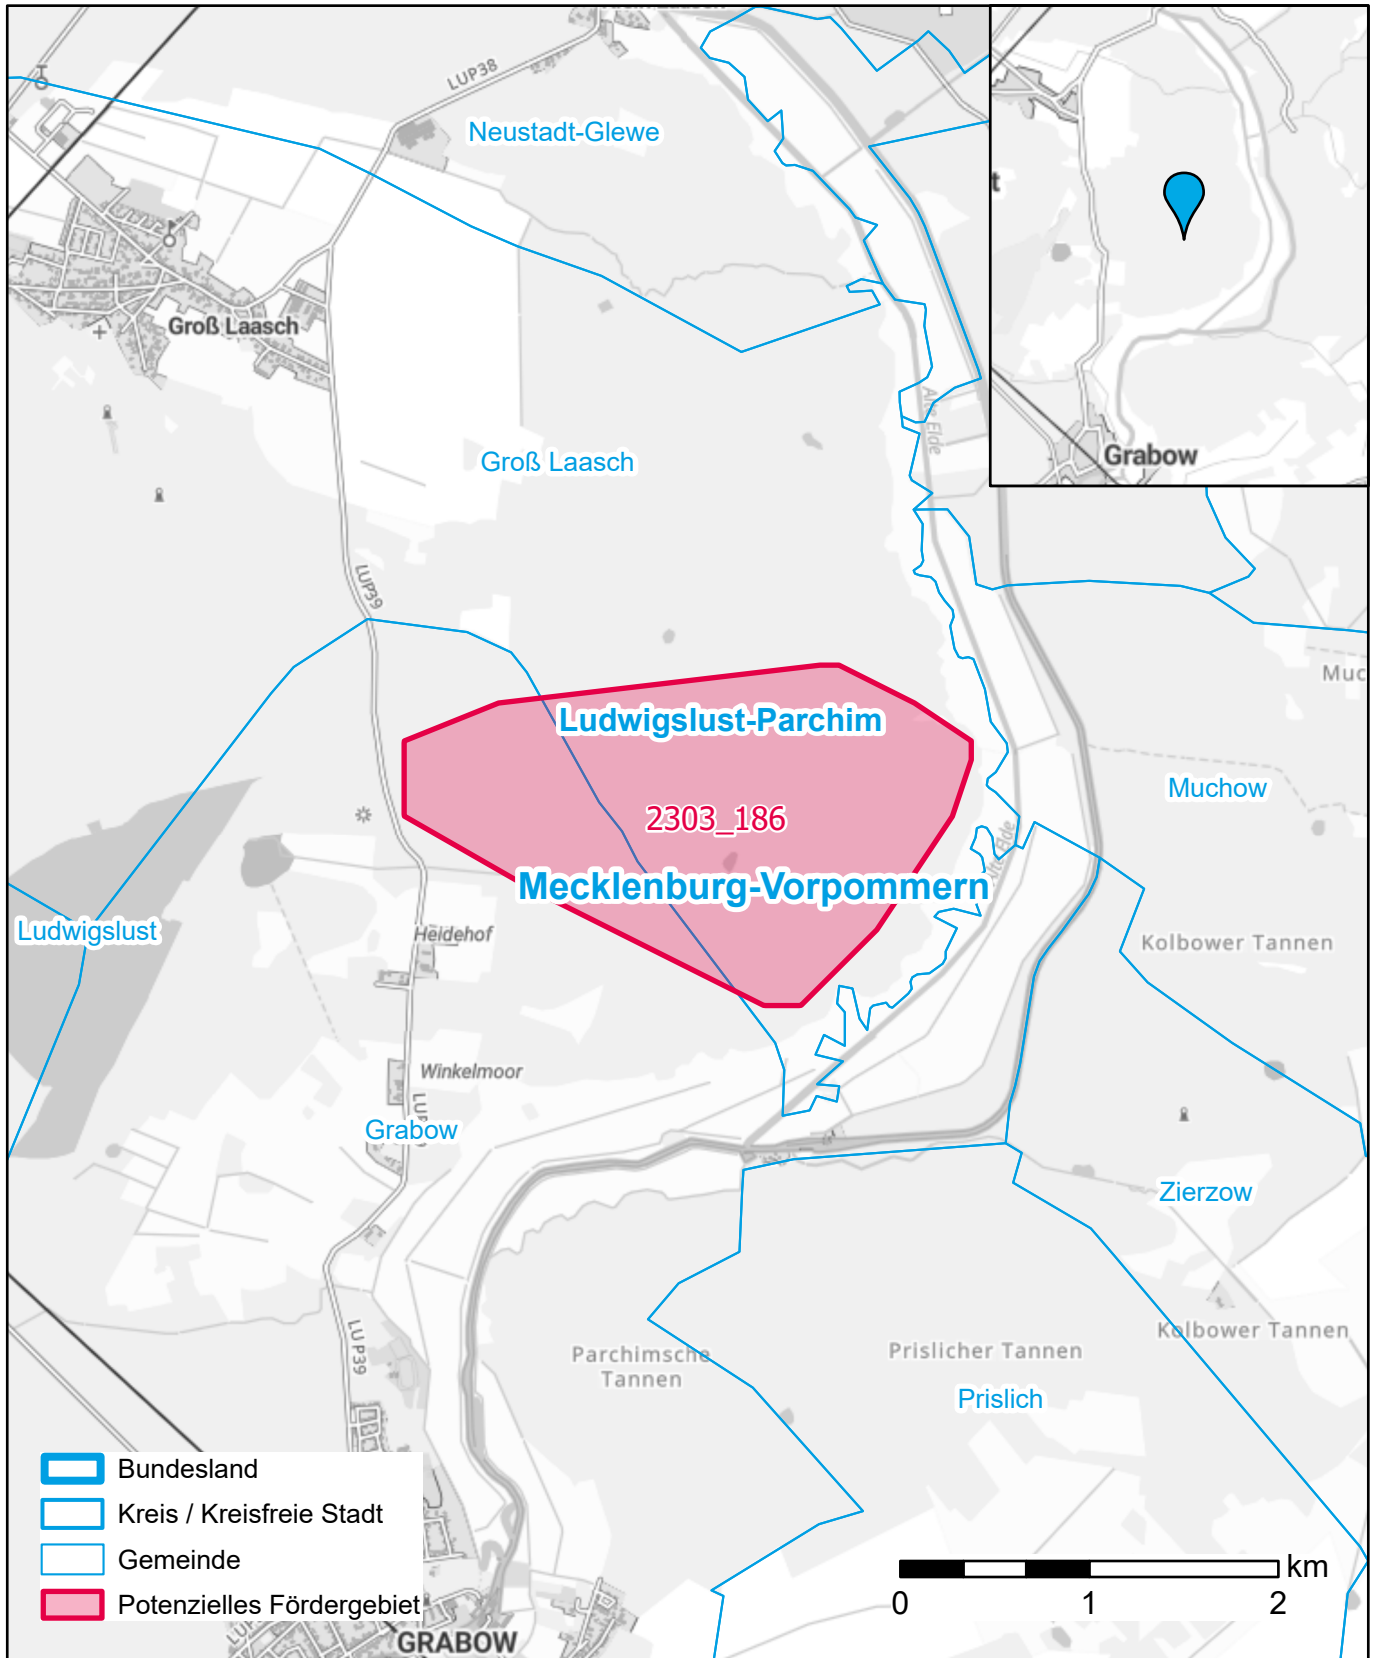 LUP38
Neustadt-Glewe
Groß Laasch
Alte Elde
Grabow
Groß Laasch
LUP39
Muc
Ludwigslust-Parchim
Muchow
2303_186
Alte Elde
Mecklenburg-Vorpommern
Ludwigslust
Heidehof
Kolbower Tannen
Winkelmoor
Grabow
Zierzow
LUP39
Kolbower Tannen
Parchimsche
Tannen
Prislicher Tannen
Prislich
Bundesland
Kreis / Kreisfreie Stadt
Gemeinde
Potenzielles Fördergebiet
km
0 1 2
GRABOW